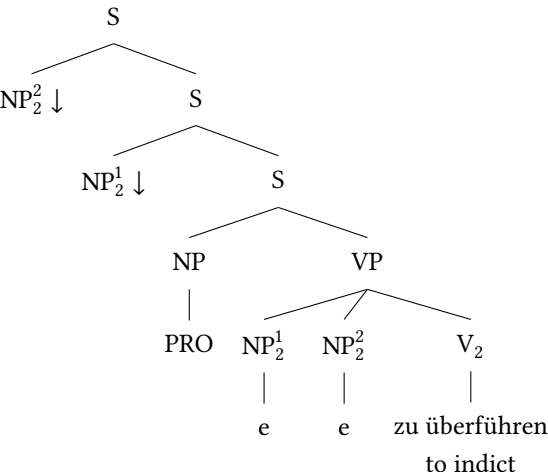 S
NP²₂↓ S
NP¹₂↓ S
NP VP
PRO NP¹₂ NP²₂ V₂
e e zu überführen
to indict